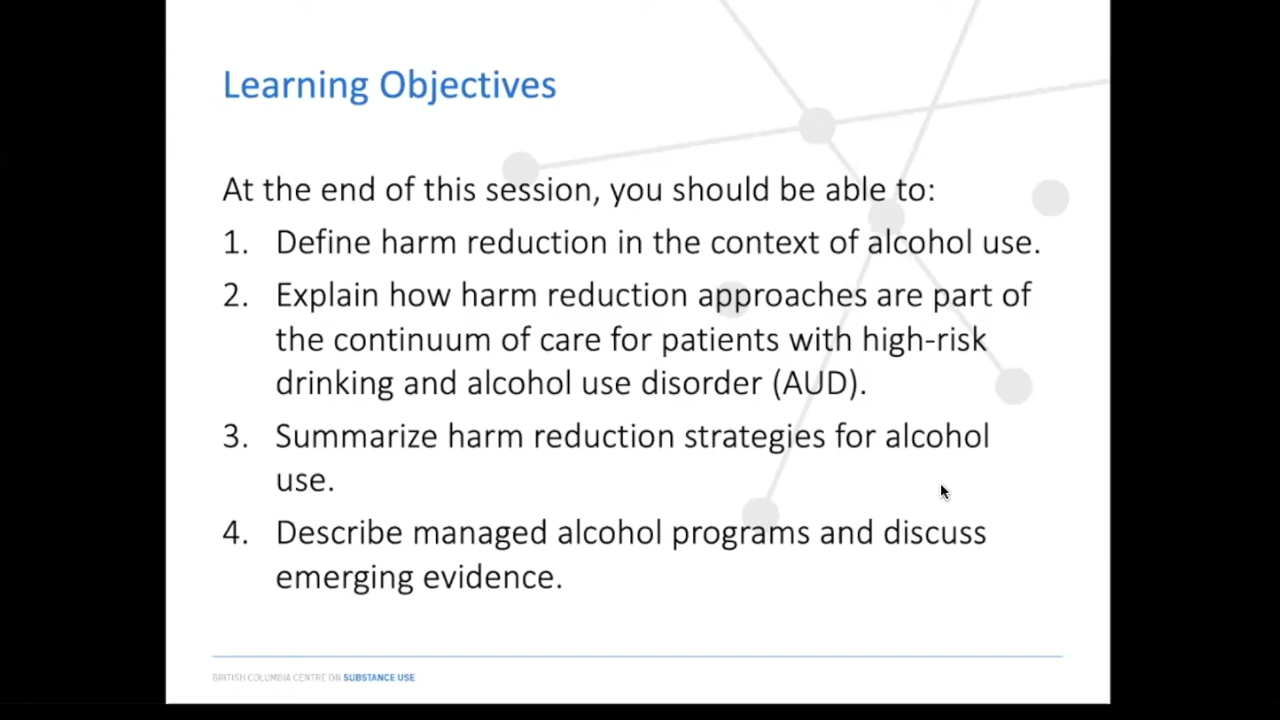 Learning Objectives
At the end of this session, you should be able to:
1. Define harm reduction in the context of alcohol use.
2. Explain how harm reduction approaches are part of
the continuum of care for patients with high-risk
drinking and alcohol use disorder (AUD).
3. Summarize harm reduction strategies for alcohol
use.
4. Describe managed alcohol programs and discuss
emerging evidence.
BRITISH COLUMBIA CENTRE ON SUBSTANCE USE